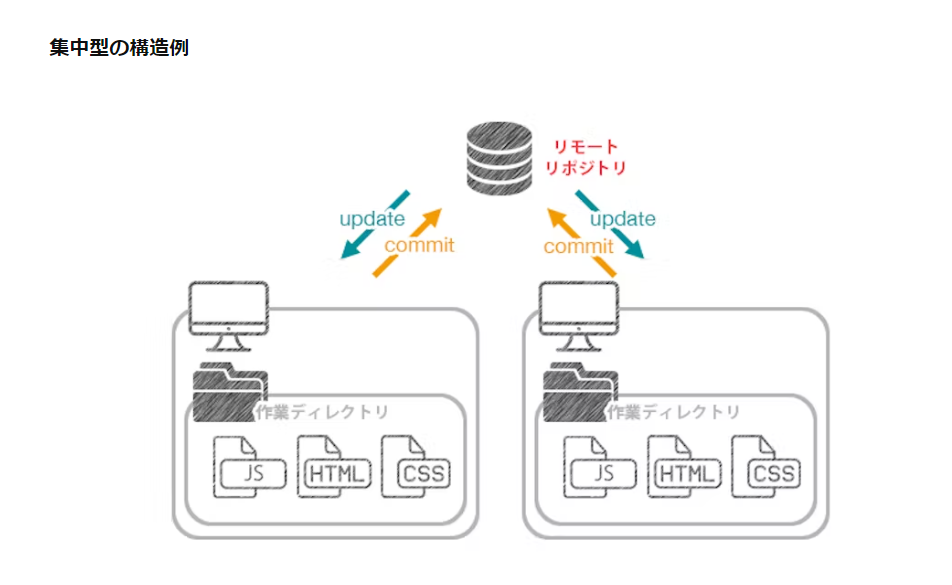 集中型の構造例
リモート
リポジトリ
update
commit
update
commit
作業ディレクトリ
JS
HTML
CSS
作業ディレクトリ
JS
HTML
CSS